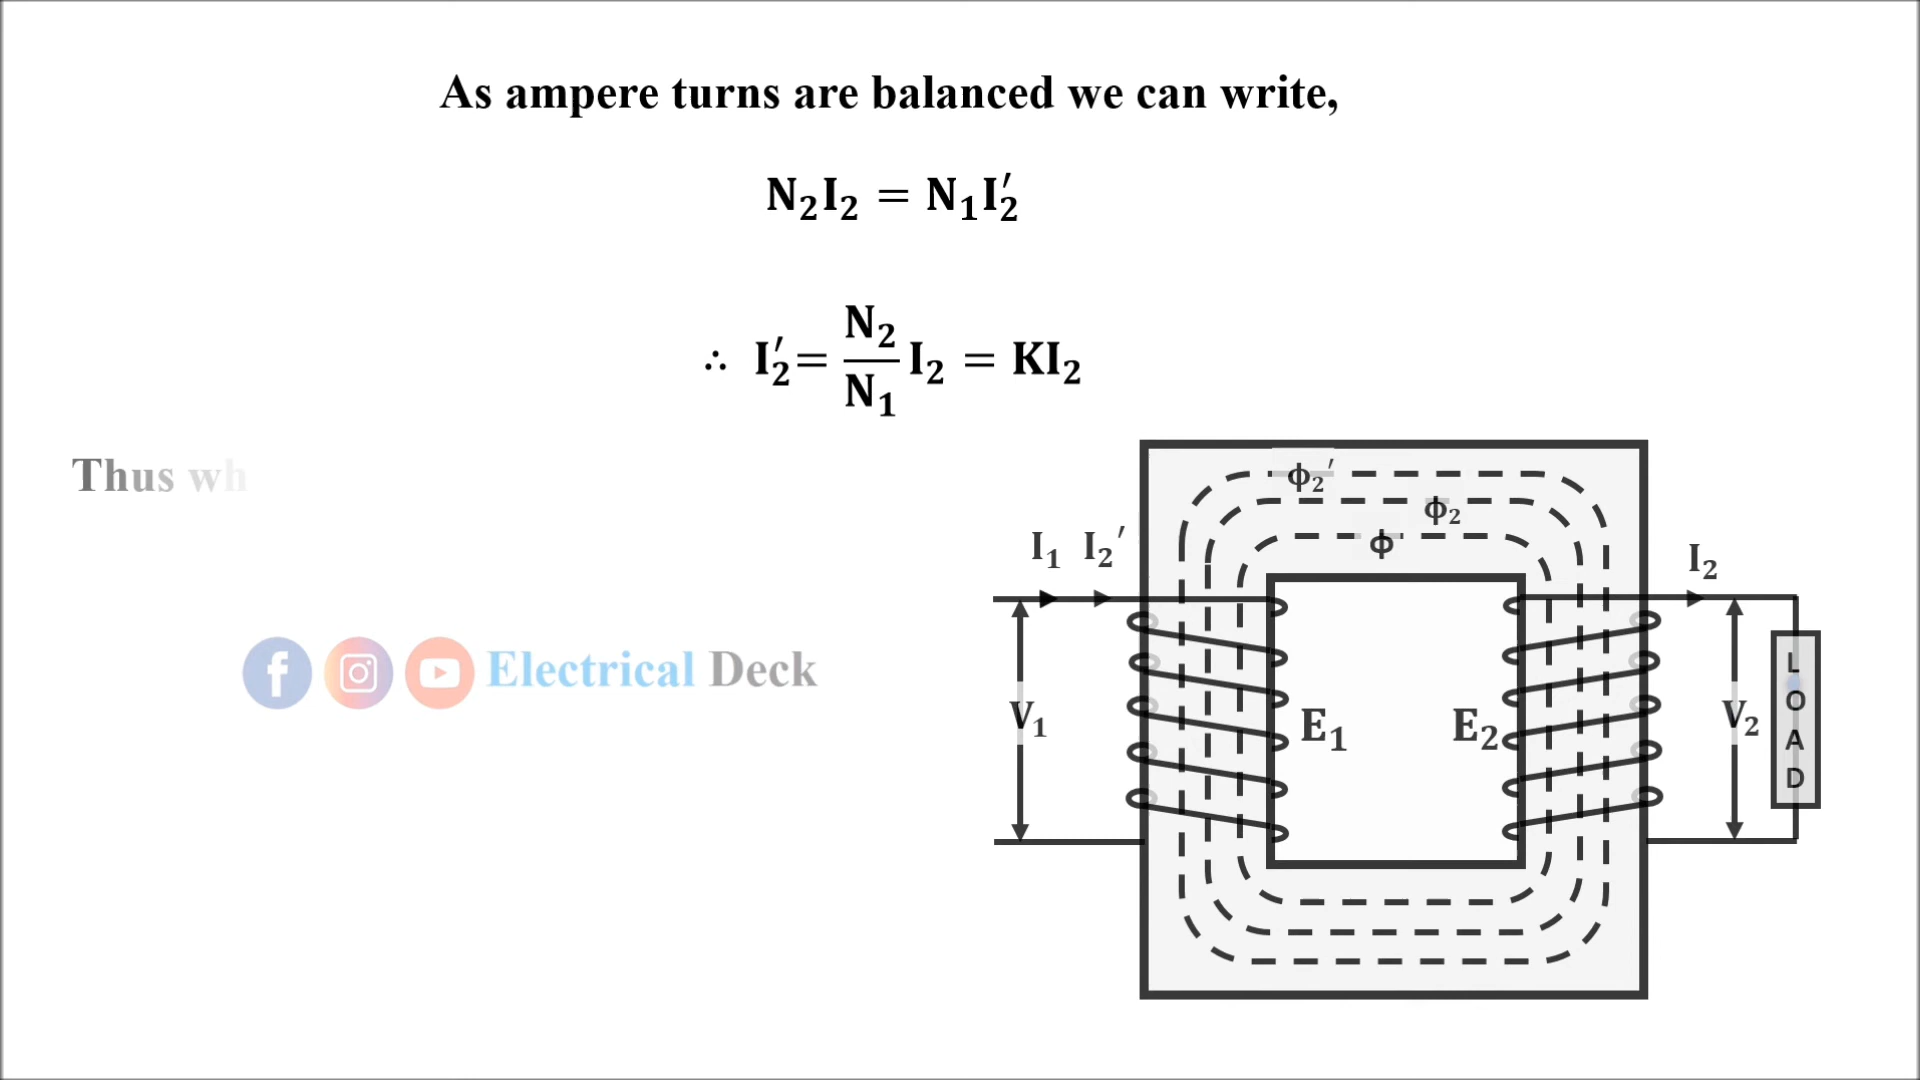 As ampere turns are balanced we can write,
N₂I₂ = N₁I₂′
∴ I₂′= N₂/N₁ I₂ = KI₂
Thus wh
ϕ₂′
ϕ₂
ϕ
I₁ I₂′
I₂
V₁
E₁
E₂
V₂
LOAD
Electrical Deck